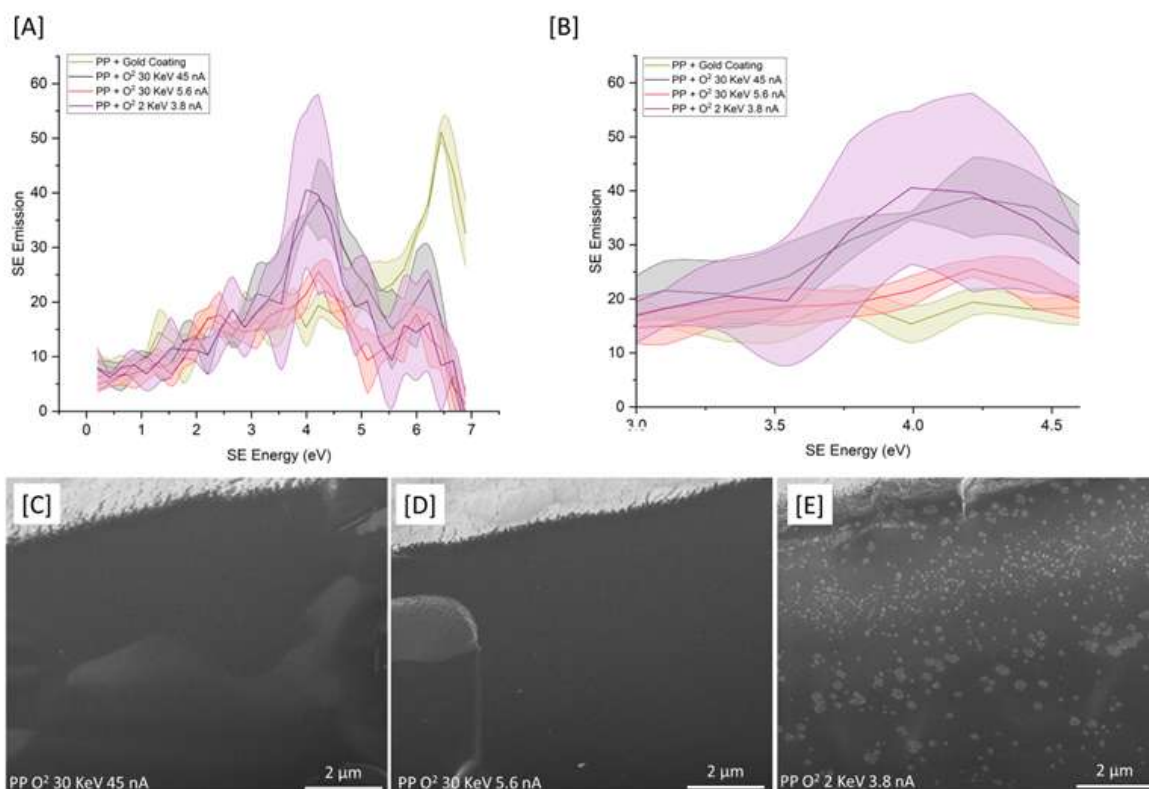 [A]
PP + Gold Coating
PP + O² 30 KeV 45 nA
PP + O² 30 KeV 5.6 nA
PP + O² 2 KeV 3.8 nA
60
50
40
30
20
10
0
SE Emission
0 1 2 3 4 5 6 7
SE Energy (eV)
[B]
PP + Gold Coating
PP + O² 30 KeV 45 nA
PP + O² 30 KeV 5.6 nA
PP + O² 2 KeV 3.8 nA
60
50
40
30
20
10
0
SE Emission
3.0 3.5 4.0 4.5
SE Energy (eV)
[C]
PP O² 30 KeV 45 nA
2 μm
[D]
PP O² 30 KeV 5.6 nA
2 μm
[E]
PP O² 2 KeV 3.8 nA
2 μm